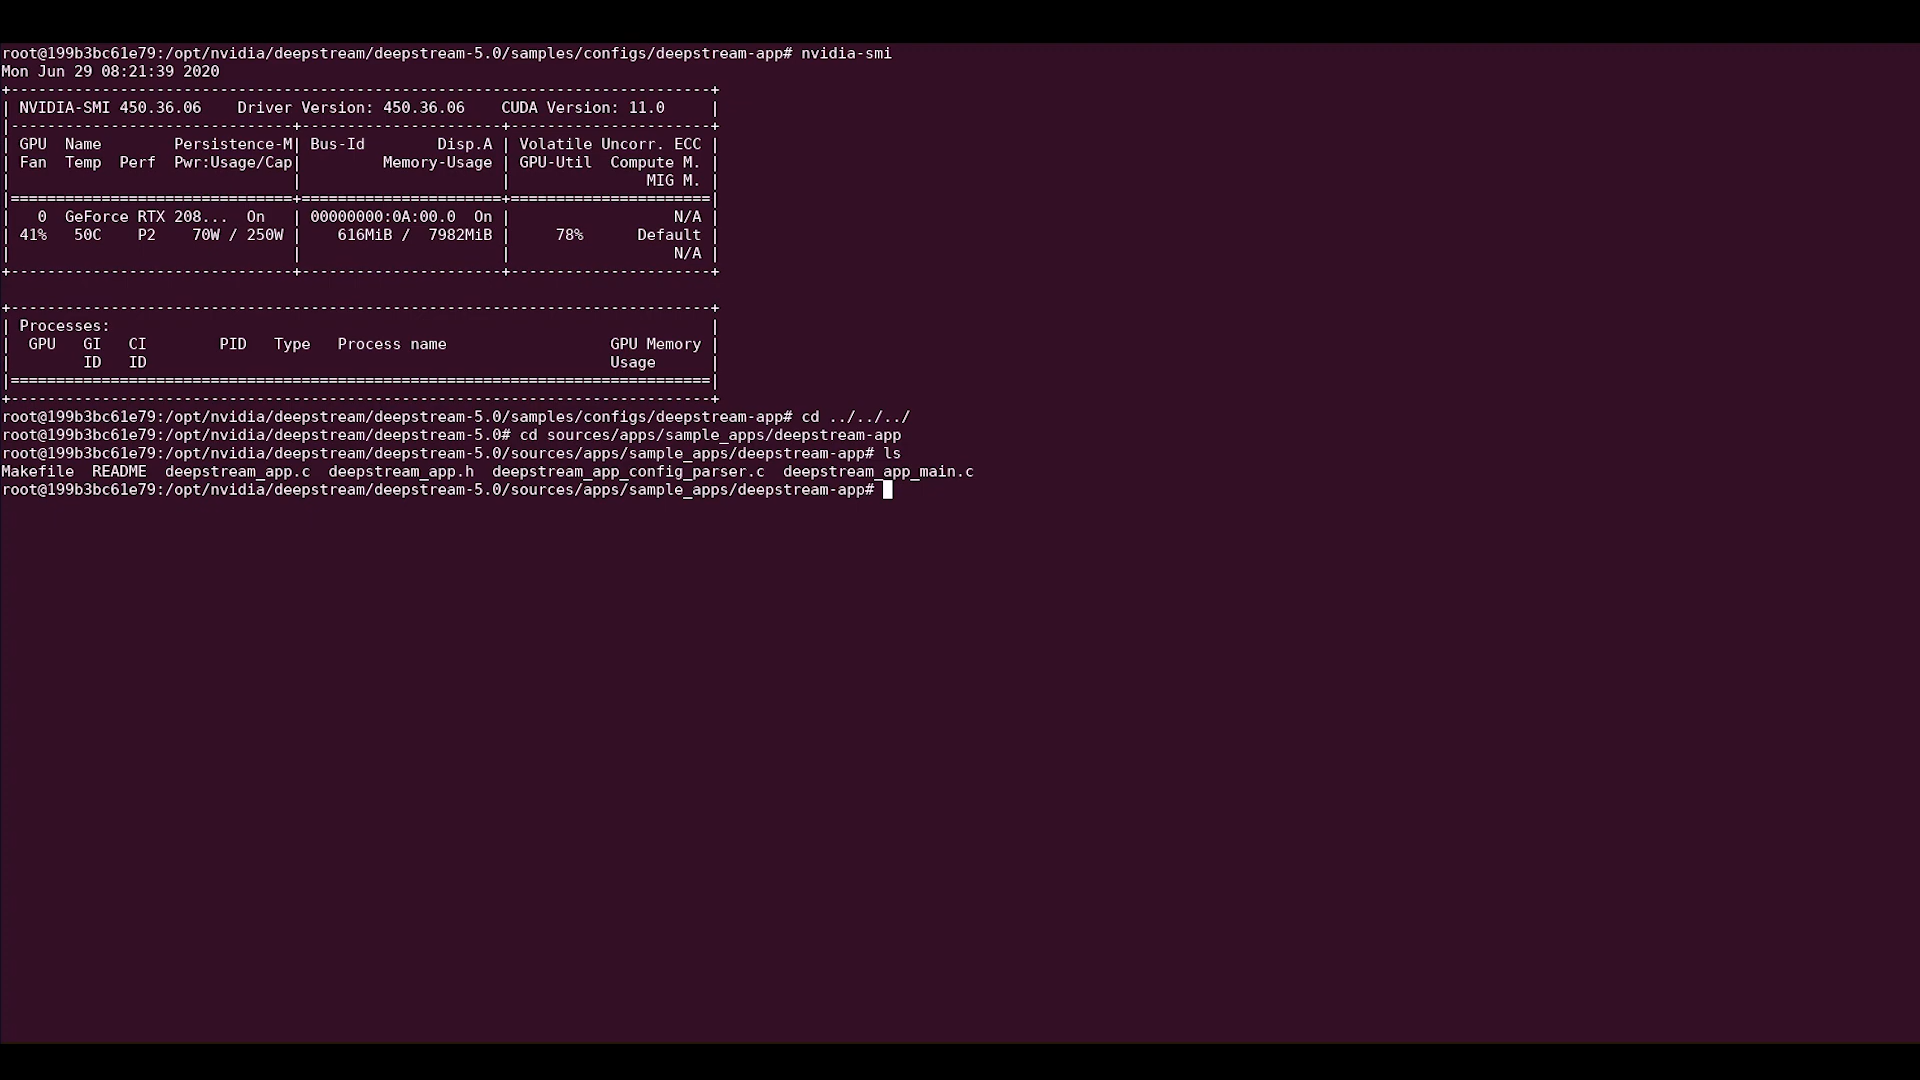 root@199b3bc61e79:/opt/nvidia/deepstream/deepstream-5.0/samples/configs/deepstream-app# nvidia-smi
Mon Jun 29 08:21:39 2020
+-----------------------------------------------------------------------------+
| NVIDIA-SMI 450.36.06    Driver Version: 450.36.06    CUDA Version: 11.0     |
|-------------------------------+----------------------+----------------------+
| GPU  Name        Persistence-M| Bus-Id        Disp.A | Volatile Uncorr. ECC |
| Fan  Temp  Perf  Pwr:Usage/Cap|         Memory-Usage | GPU-Util  Compute M. |
|                               |                      |               MIG M. |
|===============================+======================+======================|
|   0  GeForce RTX 208...  On   | 00000000:0A:00.0  On |                  N/A |
| 41%   50C    P2    70W / 250W |    616MiB /  7982MiB |     78%      Default |
|                               |                      |                  N/A |
+-------------------------------+----------------------+----------------------+

+-----------------------------------------------------------------------------+
| Processes:                                                                  |
|  GPU   GI   CI        PID   Type   Process name                  GPU Memory |
|        ID   ID                                                   Usage      |
|=============================================================================|
+-----------------------------------------------------------------------------+
root@199b3bc61e79:/opt/nvidia/deepstream/deepstream-5.0/samples/configs/deepstream-app# cd ../../../
root@199b3bc61e79:/opt/nvidia/deepstream/deepstream-5.0# cd sources/apps/sample_apps/deepstream-app
root@199b3bc61e79:/opt/nvidia/deepstream/deepstream-5.0/sources/apps/sample_apps/deepstream-app# ls
Makefile  README  deepstream_app.c  deepstream_app.h  deepstream_app_config_parser.c  deepstream_app_main.c
root@199b3bc61e79:/opt/nvidia/deepstream/deepstream-5.0/sources/apps/sample_apps/deepstream-app#